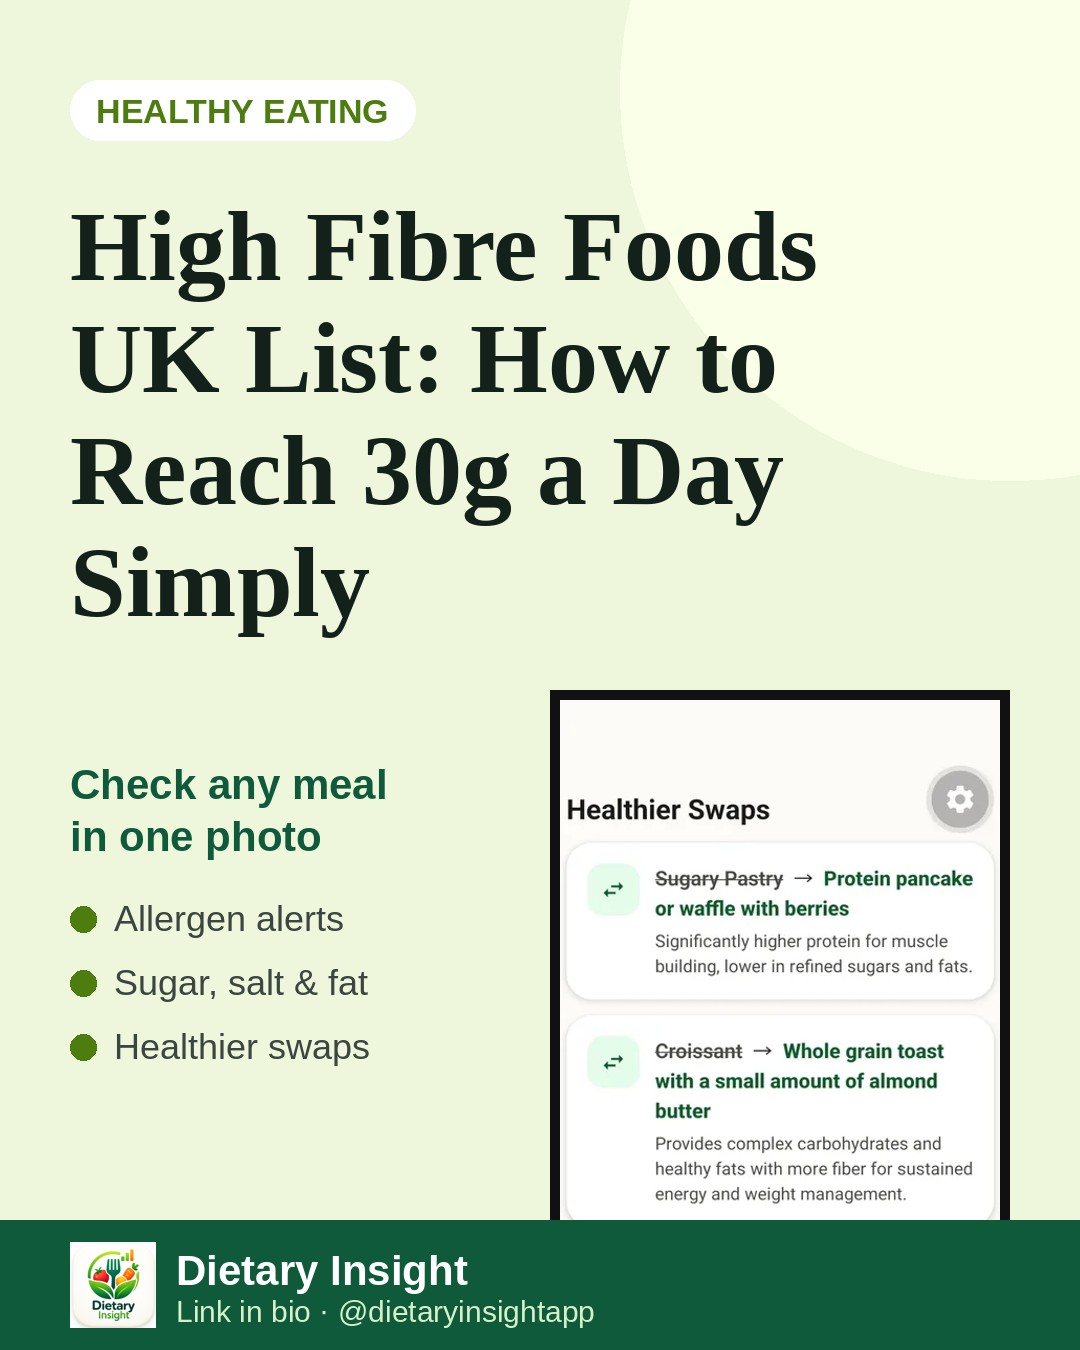 HEALTHY EATING
High Fibre Foods
UK List: How to
Reach 30g a Day
Simply
Check any meal
in one photo
Allergen alerts
Sugar, salt & fat
Healthier swaps
Healthier Swaps
Sugary Pastry → Protein pancake
or waffle with berries
Significantly higher protein for muscle
building, lower in refined sugars and fats.
Croissant → Whole grain toast
with a small amount of almond
butter
Provides complex carbohydrates and
healthy fats with more fiber for sustained
energy and weight management.
Dietary
Insight
Dietary Insight
Link in bio · @dietaryinsightapp